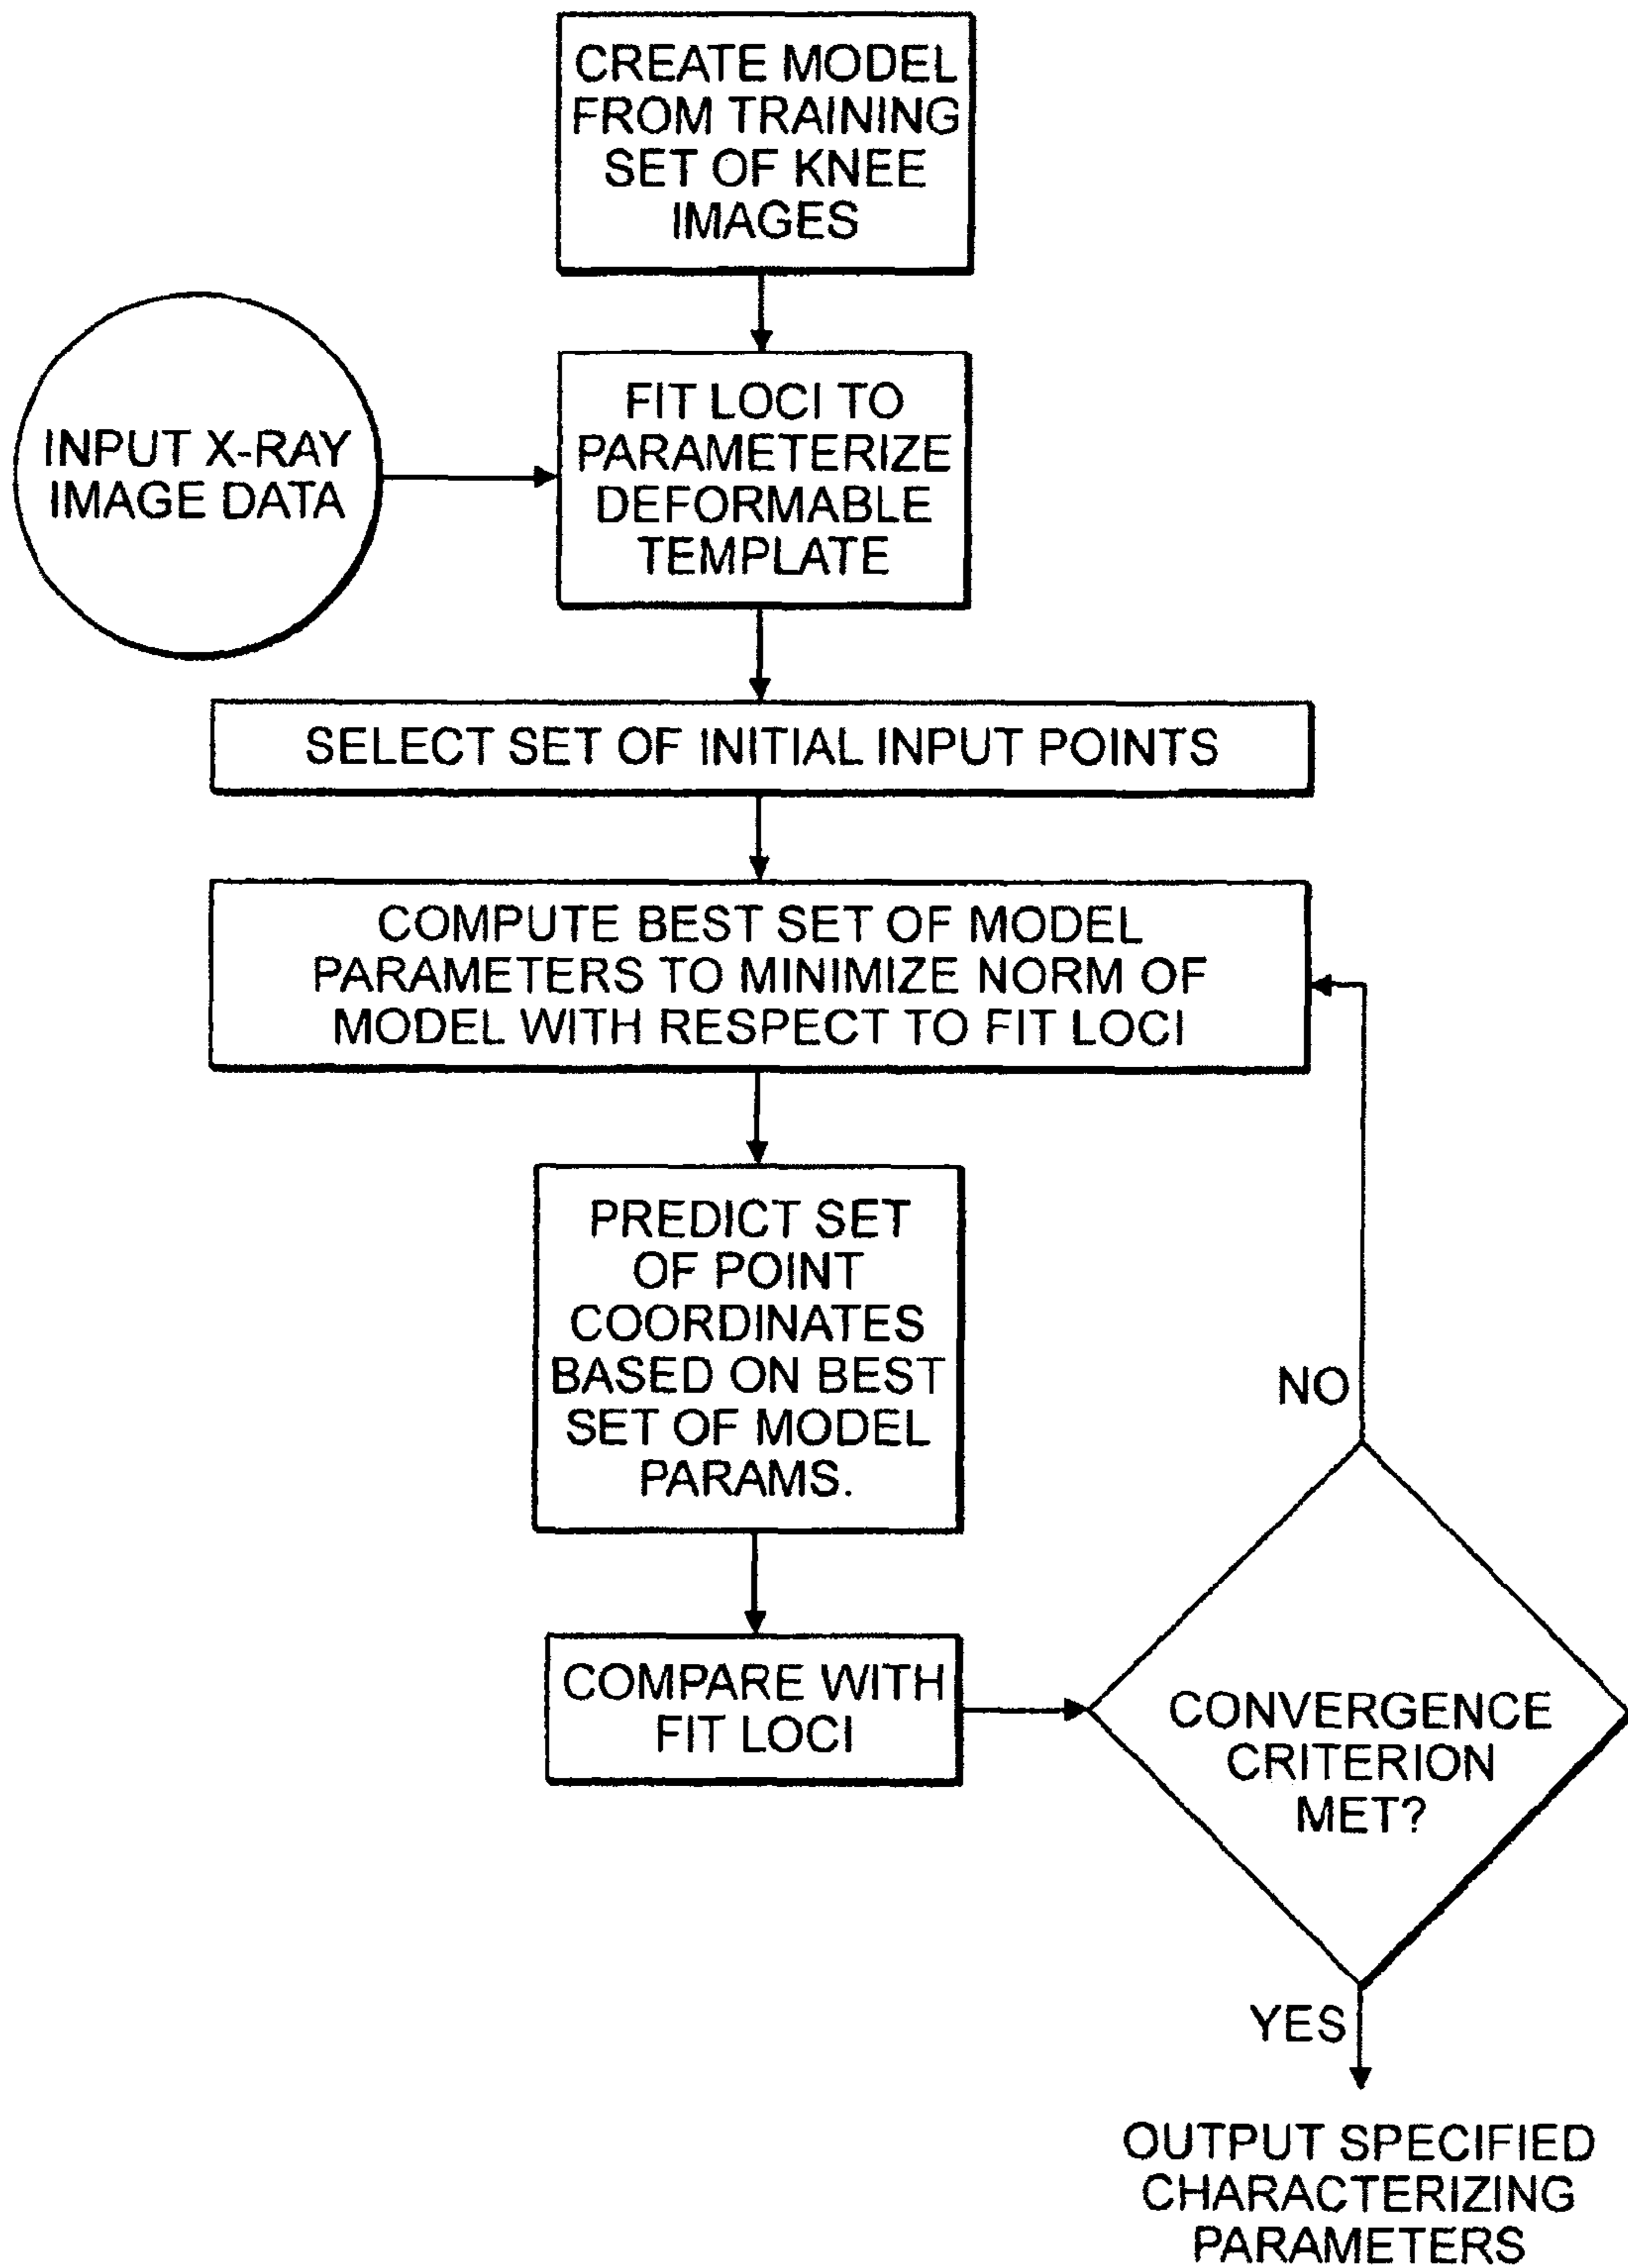 CREATE MODEL
FROM TRAINING
SET OF KNEE
IMAGES
INPUT X-RAY
IMAGE DATA
FIT LOCI TO
PARAMETERIZE
DEFORMABLE
TEMPLATE
SELECT SET OF INITIAL INPUT POINTS
COMPUTE BEST SET OF MODEL
PARAMETERS TO MINIMIZE NORM OF
MODEL WITH RESPECT TO FIT LOCI
PREDICT SET
OF POINT
COORDINATES
BASED ON BEST
SET OF MODEL
PARAMS.
COMPARE WITH
FIT LOCI
NO
CONVERGENCE
CRITERION
MET?
YES
OUTPUT SPECIFIED
CHARACTERIZING
PARAMETERS